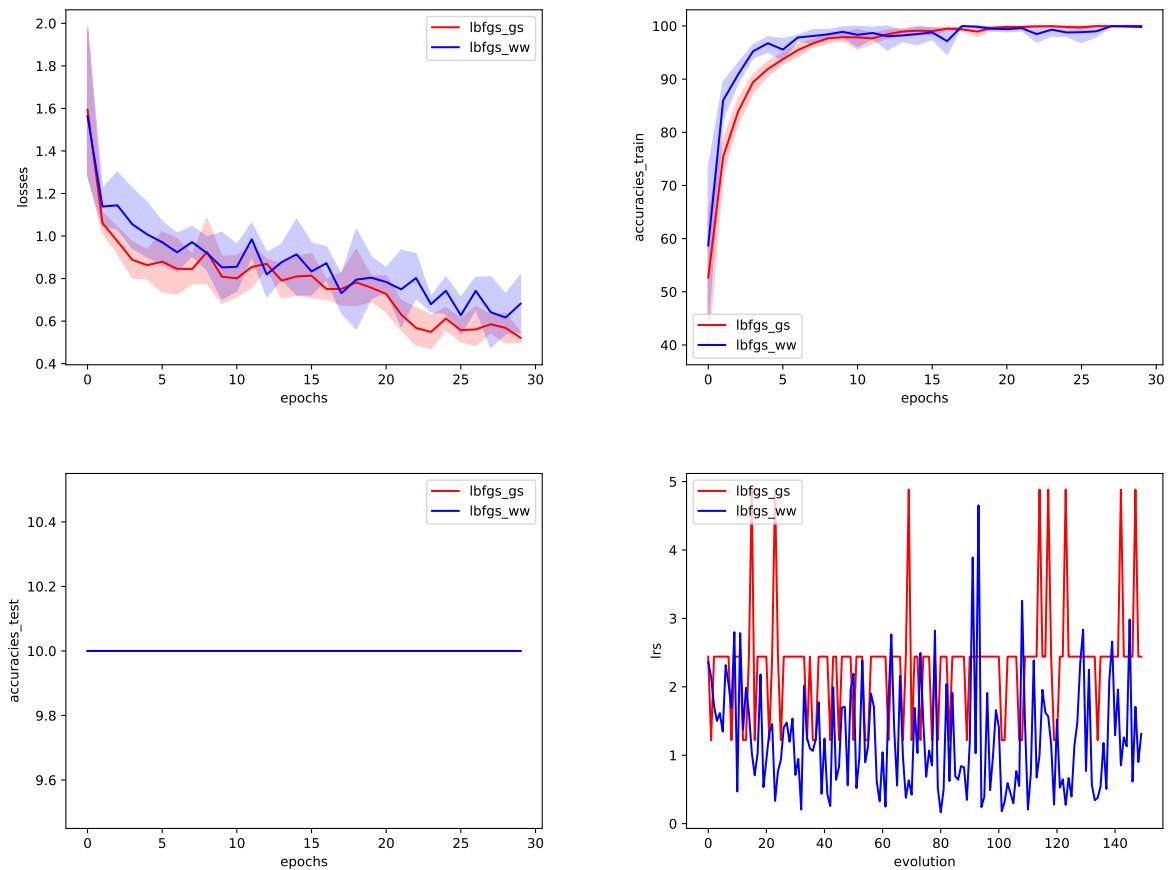 2.0
1.8
1.6
1.4
1.2
1.0
0.8
0.6
0.4
losses
0 5 10 15 20 25 30
epochs
lbfgs_gs
lbfgs_ww
100
90
80
70
60
50
40
accuracies_train
0 5 10 15 20 25 30
epochs
lbfgs_gs
lbfgs_ww
10.4
10.2
10.0
9.8
9.6
accuracies_test
0 5 10 15 20 25 30
epochs
lbfgs_gs
lbfgs_ww
5
4
3
2
1
0
lrs
0 20 40 60 80 100 120 140
evolution
lbfgs_gs
lbfgs_ww